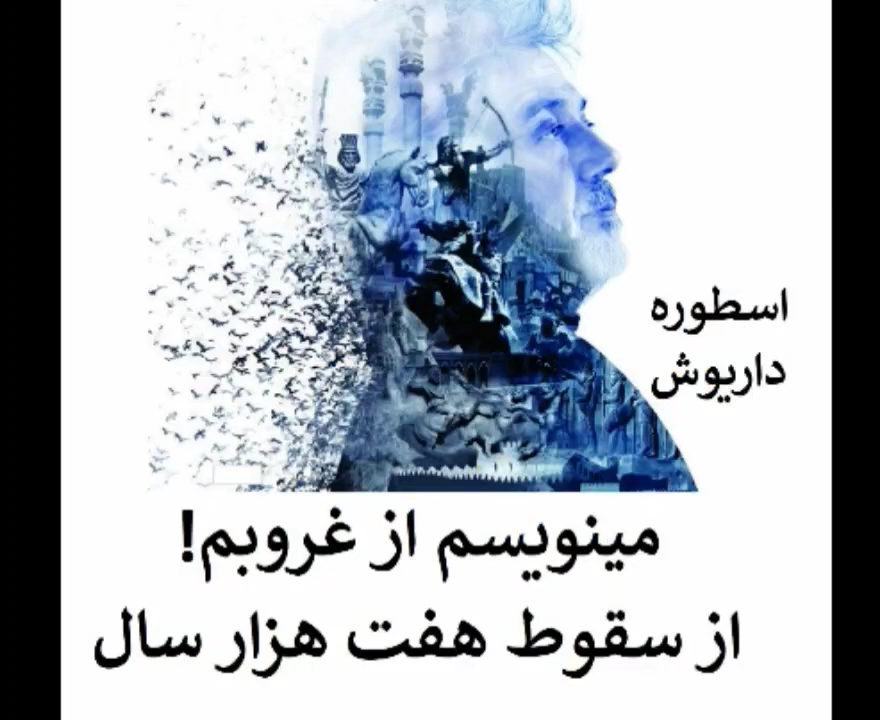 اسطوره
داریوش
مینویسم از غروبم!
از سقوط هفت هزار سال